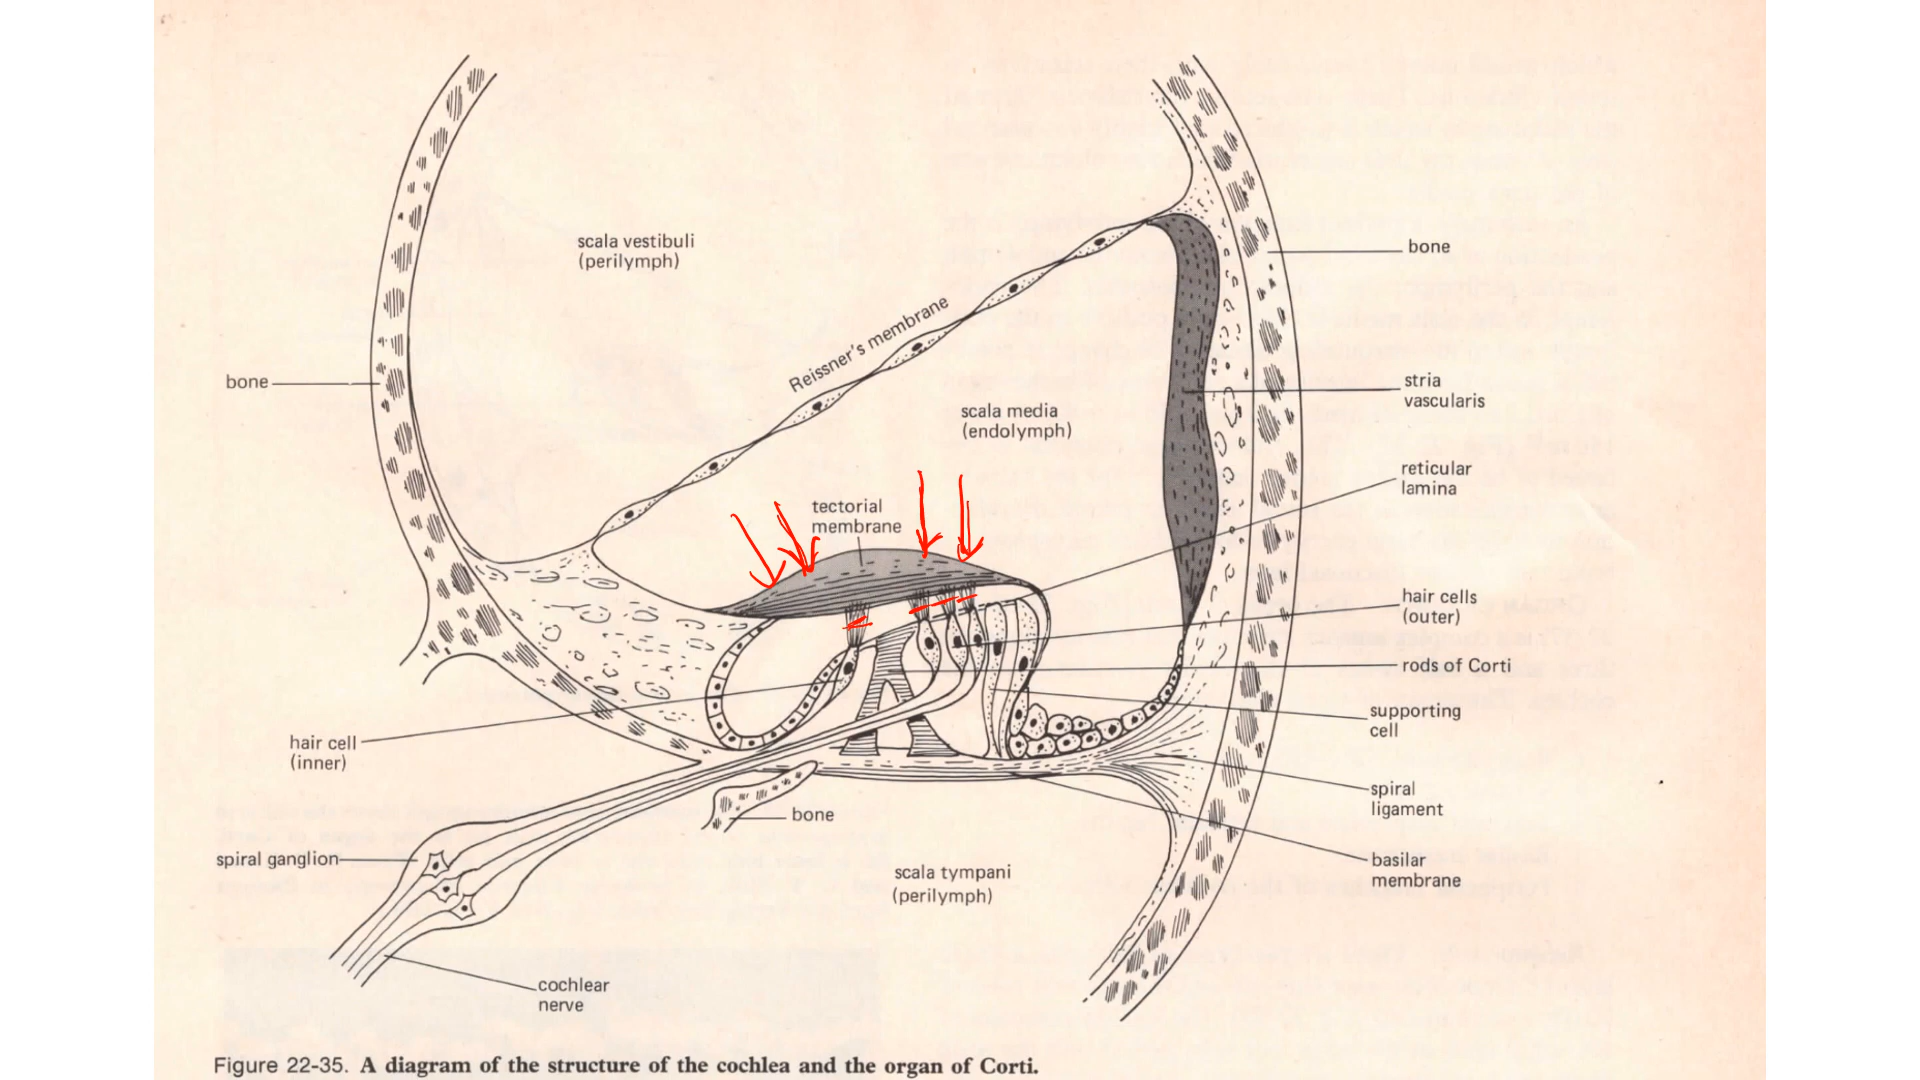 scala vestibuli
(perilymph)
bone
bone
Reissner's membrane
scala media
(endolymph)
stria
vascularis
reticular
lamina
tectorial
membrane
hair cells
(outer)
rods of Corti
supporting
cell
hair cell
(inner)
spiral
ligament
bone
spiral ganglion
basilar
membrane
scala tympani
(perilymph)
cochlear
nerve
Figure 22-35. A diagram of the structure of the cochlea and the organ of Corti.